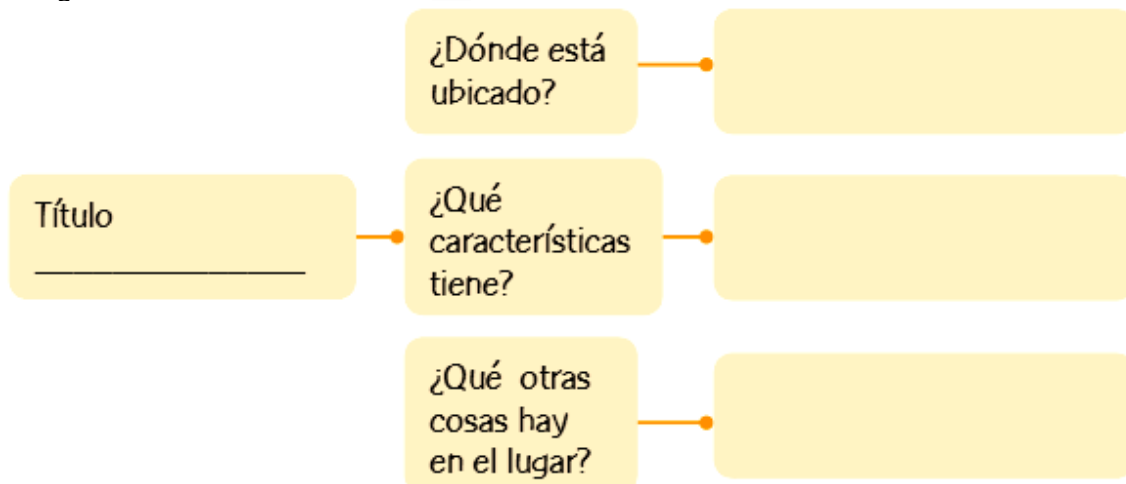 ¿Dónde está
ubicado?
Título
¿Qué
características
tiene?
¿Qué otras
cosas hay
en el lugar?